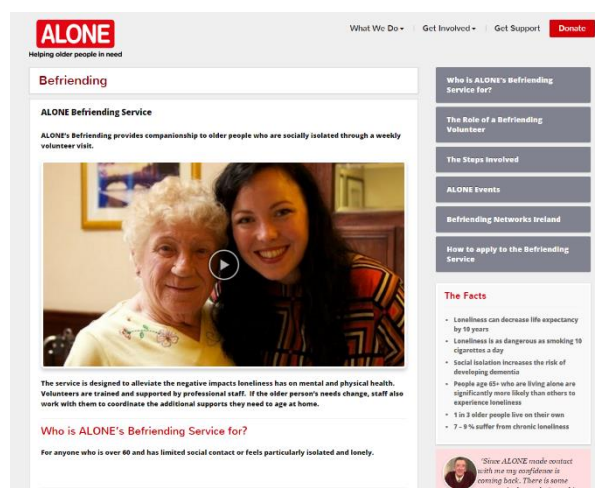 ALONE
Helping older people in need
What We Do
Get Involved
Get Support
Donate
Befriending
ALONE Befriending Service
ALONE's Befriending provides companionship to older people who are socially isolated through a weekly
volunteer visit.
The service is designed to alleviate the negative impacts loneliness has on mental and physical health.
Volunteers are trained and supported by professional staff. If the older person's needs change, staff also
work with them to coordinate the additional supports they need to age at home.
Who is ALONE's Befriending Service for?
For anyone who is over 60 and has limited social contact or feels particularly isolated and lonely.
Who is ALONE's Befriending
Service for?
The Role of a Befriending
Volunteer
The Steps Involved
ALONE Events
Befriending Networks Ireland
How to apply to the Befriending
Service
The Facts
Loneliness can decrease life expectancy
by 10 years
Loneliness is as dangerous as smoking 10
cigarettes a day
Social isolation increases the risk of
developing dementia
People age 65+ who are living alone are
significantly more likely than others to
experience loneliness
1 in 3 older people live on their own
7 - 9 % suffer from chronic loneliness
"Since ALONE made contact
with me my confidence is
coming back. There is some